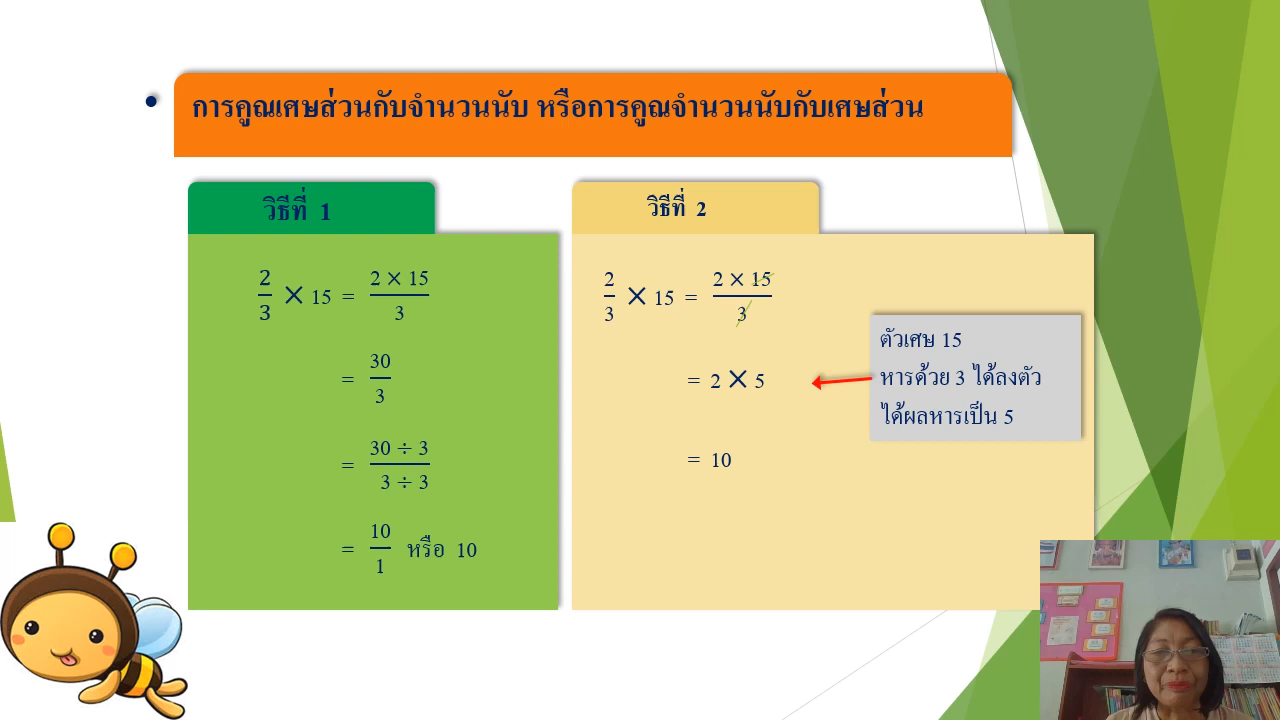 • การคูณเศษส่วนกับจำนวนนับ หรือการคูณจำนวนนับกับเศษส่วน
วิธีที่ 1
2/3 × 15 = (2 × 15)/3
= 30/3
= (30 ÷ 3)/(3 ÷ 3)
= 10/1 หรือ 10
วิธีที่ 2
2/3 × 15 = (2 × 15)/3
= 2 × 5
= 10
ตัวเศษ 15
หารด้วย 3 ได้ลงตัว
ได้ผลหารเป็น 5